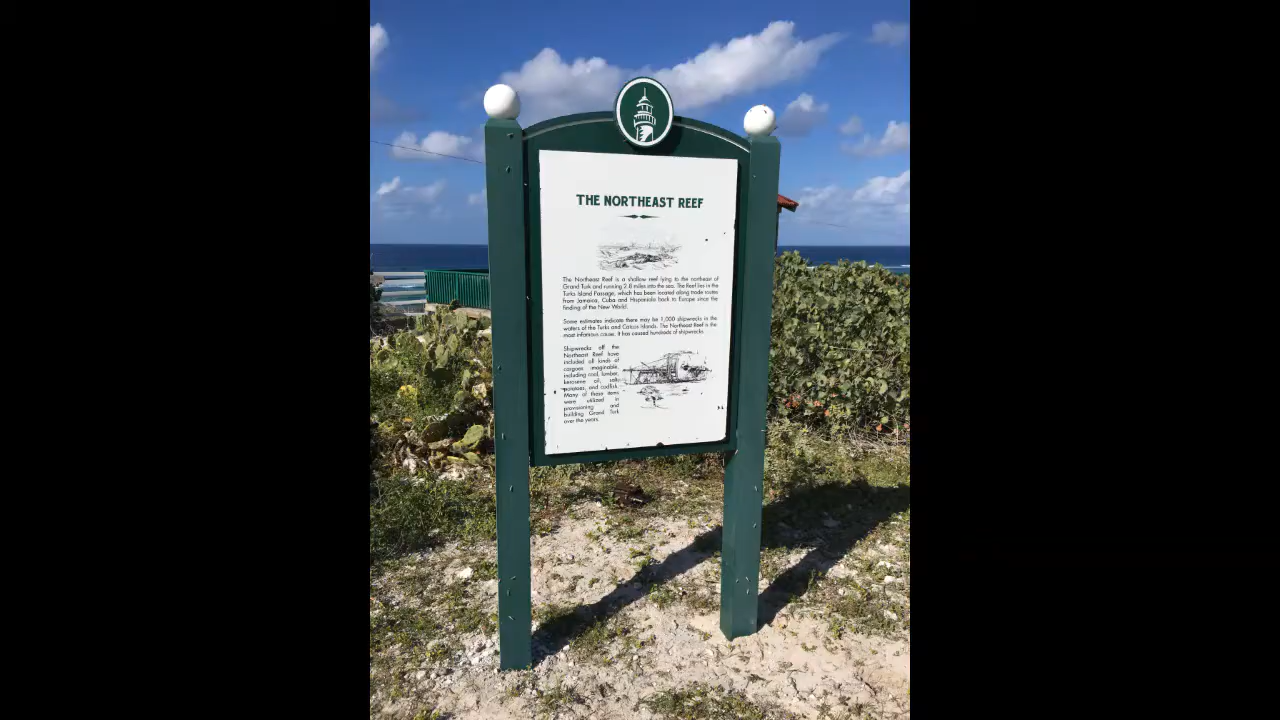 THE NORTHEAST REEF
The Northeast Reef is a shallow reef lying to the northeast of
Grand Turk and running 2.8 miles into the sea. The Reef lies in the
Turks Island Passage, which has been located along trade routes
from Jamaica, Cuba and Hispaniola back to Europe since the
finding of the New World.
Some estimates indicate there may be 1,000 shipwrecks in the
waters of the Turks and Caicos Islands. The Northeast Reef is the
most infamous cause. It has caused hundreds of shipwrecks.
Shipwrecks off the
Northeast Reef have
included all kinds of
cargoes imaginable,
including coal, lumber,
kerosene oil, salt,
potatoes, and codfish.
Many of these items
were utilized in
provisioning and
building Grand Turk
over the years.